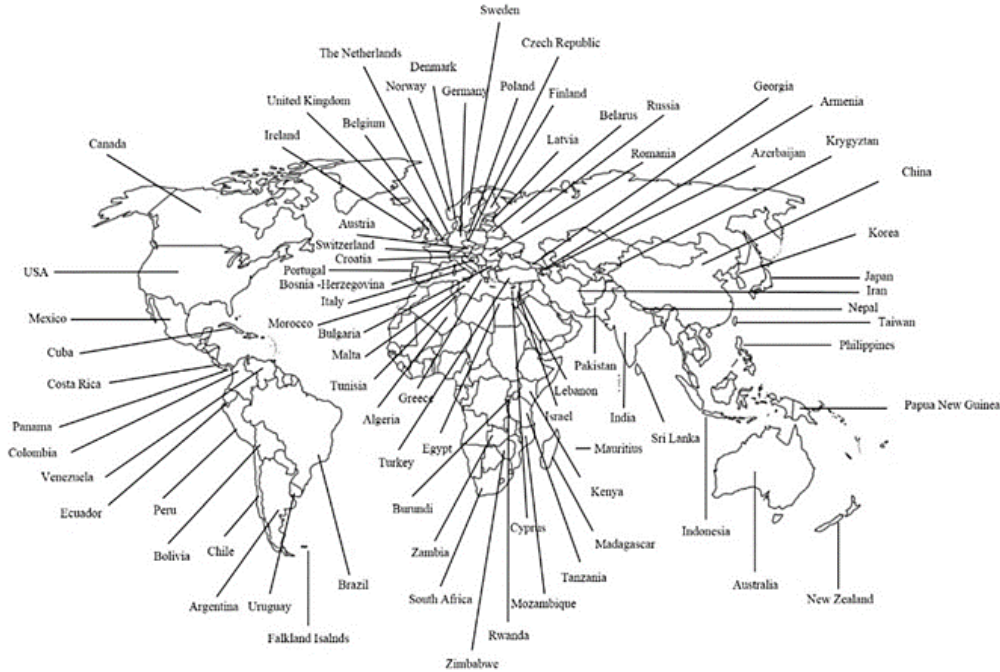 Sweden
Czech Republic
The Netherlands
Denmark
Norway
Germany
Poland
Finland
Georgia
Armenia
United Kingdom
Belgium
Belarus
Russia
Ireland
Latvia
Canada
Romania
Azerbaijan
Krygyztan
China
Austria
Korea
Switzerland
Croatia
USA
Portugal
Japan
Bosnia -Herzegovina
Iran
Italy
Nepal
Mexico
Morocco
Taiwan
Bulgaria
Philippines
Cuba
Malta
Pakistan
Costa Rica
Tunisia
Lebanon
Greece
Papua New Guinea
Panama
Algeria
Israel
India
Colombia
Egypt
Sri Lanka
Turkey
Mauritius
Venezuela
Ecuador
Peru
Burundi
Kenya
Bolivia
Chile
Zambia
Cyprus
Madagascar
Indonesia
Brazil
Tanzania
Australia
Argentina
Uruguay
South Africa
Mozambique
New Zealand
Falkland Isalnds
Rwanda
Zimbabwe